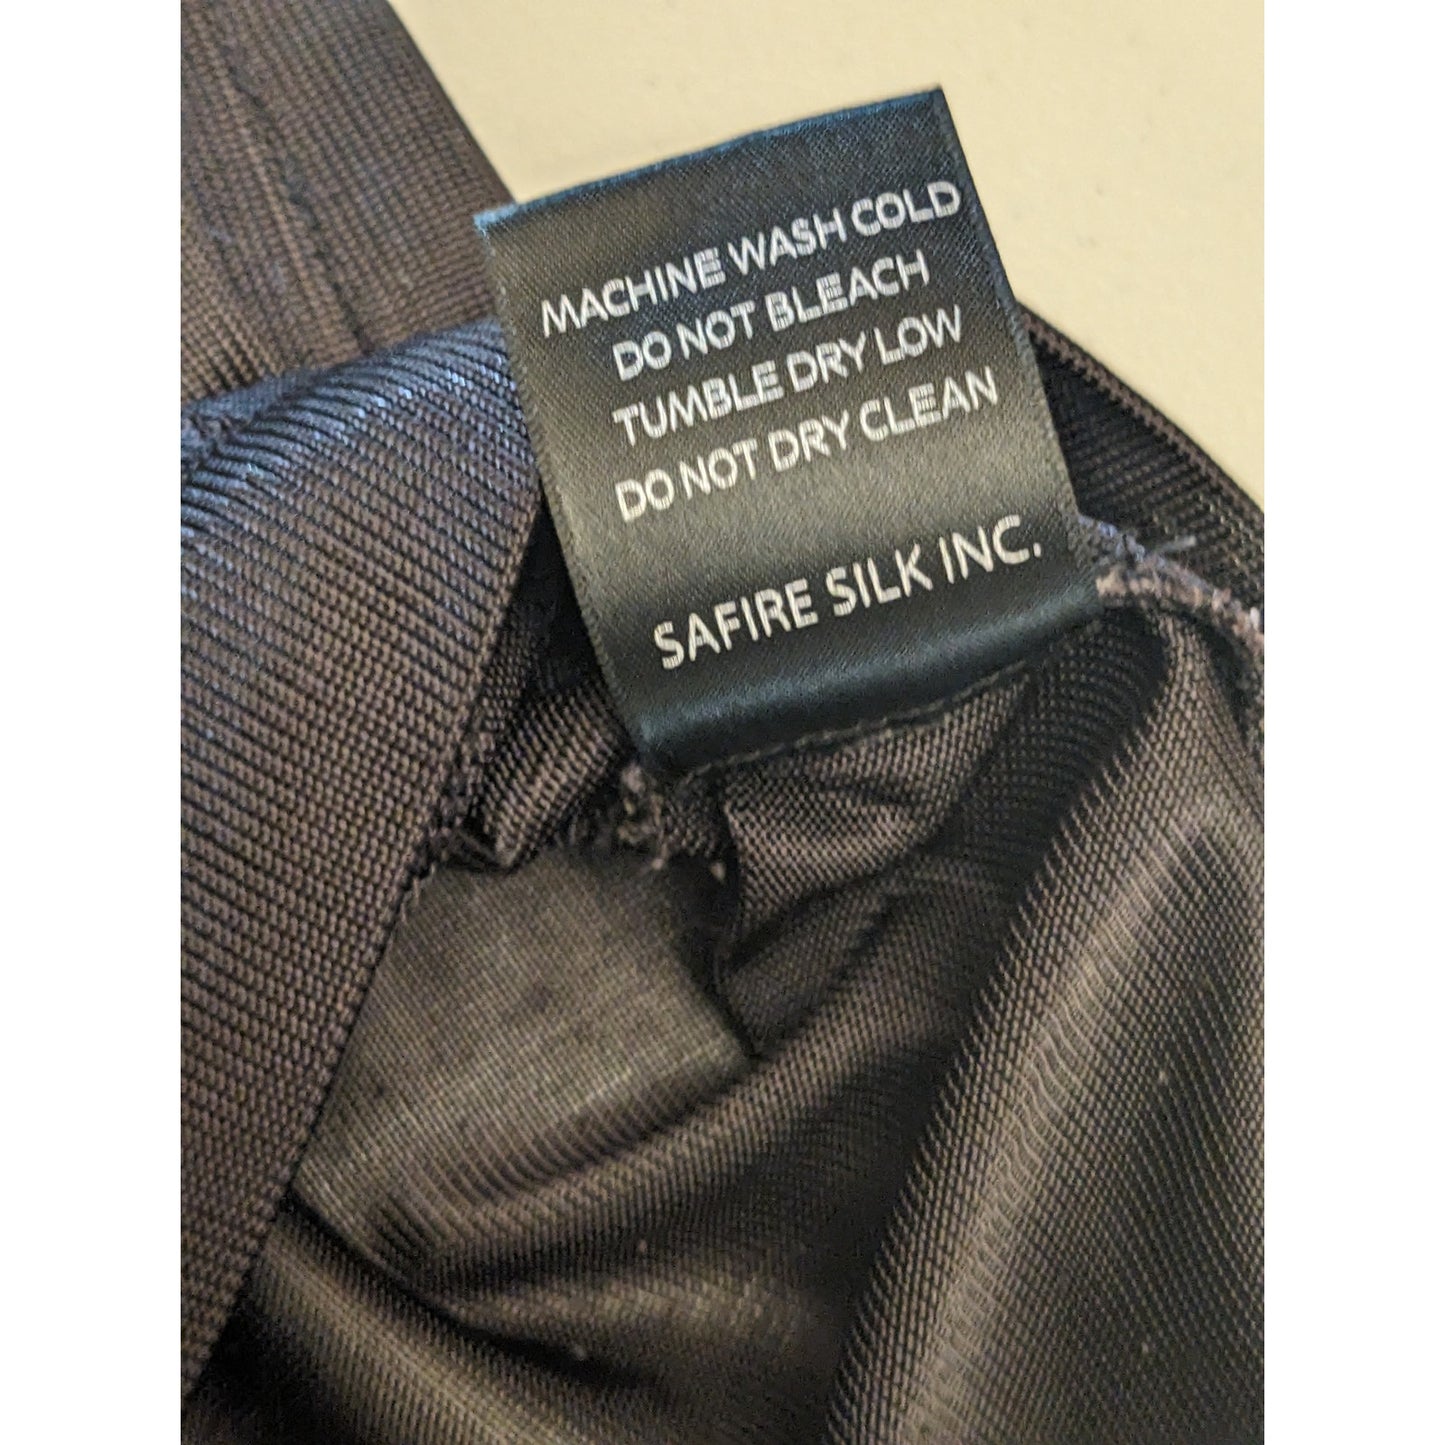 MACHINE WASH COLD
DO NOT BLEACH
TUMBLE DRY LOW
DO NOT DRY CLEAN
SAFIRE SILK INC.